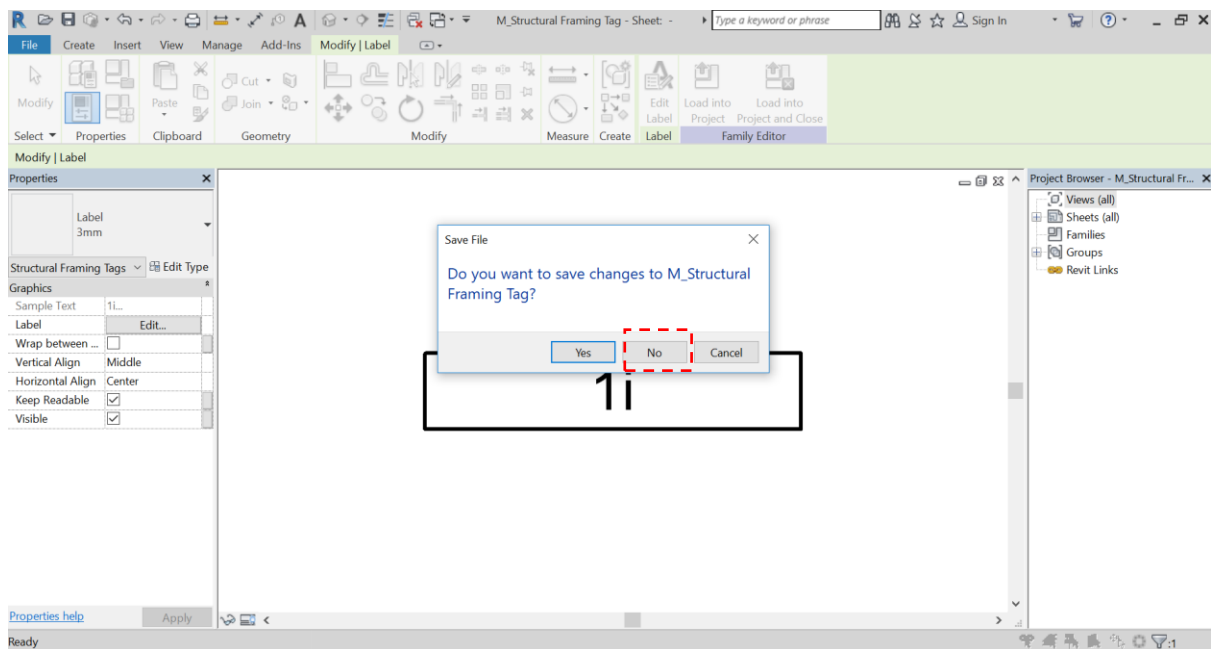 R A M_Structural Framing Tag - Sheet: - Type a keyword or phrase Sign In ?
File Create Insert View Manage Add-Ins Modify | Label
Modify Paste Cut Join Edit Label Load into Project Load into Project and Close
Select Properties Clipboard Geometry Modify Measure Create Label Family Editor
Modify | Label
Properties
Label
3mm
Structural Framing Tags Edit Type
Graphics
Sample Text 1i...
Label Edit...
Wrap between ...
Vertical Align Middle
Horizontal Align Center
Keep Readable
Visible
Properties help Apply
Ready
Save File
Do you want to save changes to M_Structural
Framing Tag?
Yes No Cancel
1i
Project Browser - M_Structural Fr...
Views (all)
Sheets (all)
Families
Groups
Revit Links
:1